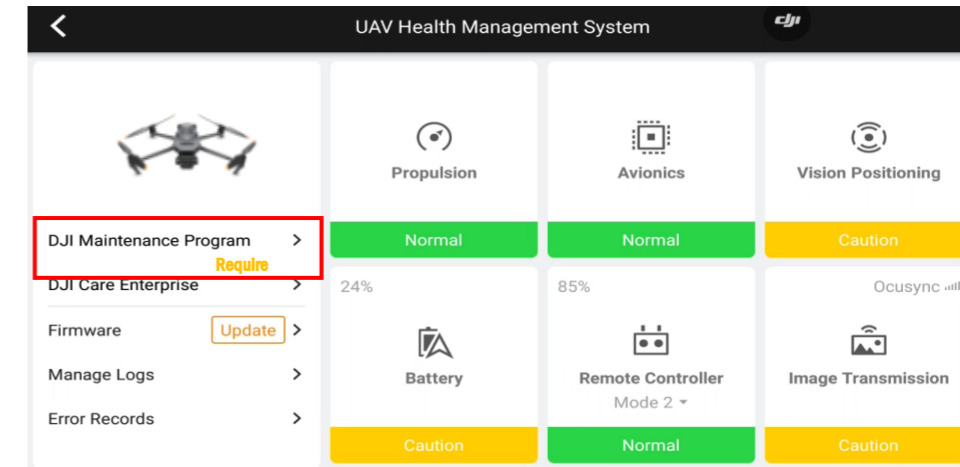 UAV Health Management System
dji
DJI Maintenance Program
Require
DJI Care Enterprise
Firmware
Update
Manage Logs
Error Records
Propulsion
Normal
Avionics
Normal
Vision Positioning
Caution
24%
Battery
Caution
85%
Remote Controller
Mode 2
Normal
Ocusync
Image Transmission
Caution